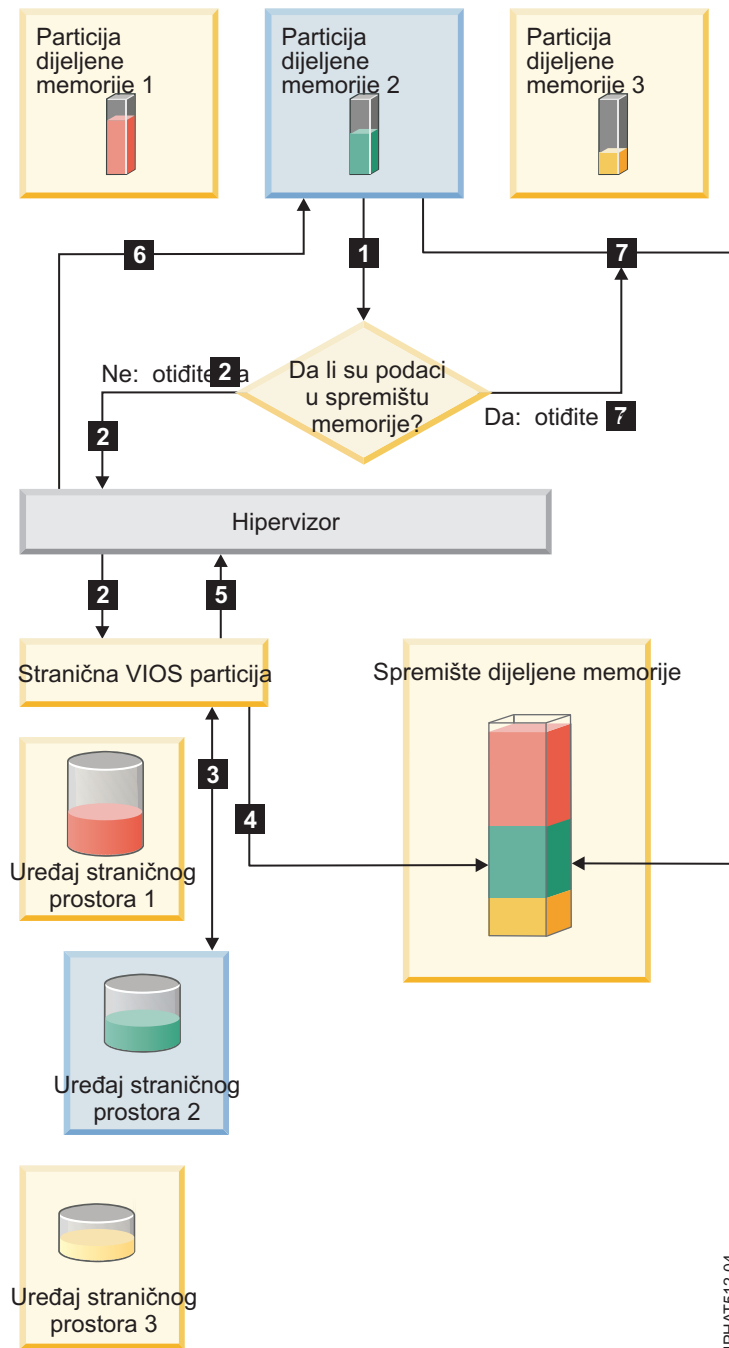 Particija
dijeljene
memorije 1
Particija
dijeljene
memorije 2
Particija
dijeljene
memorije 3
6
1
7
Ne: otiđite 2 a
Da li su podaci
u spremištu
memorije?
Da: otiđite 7
2
Hipervizor
2
5
Stranična VIOS particija
Spremište dijeljene memorije
3
4
Uređaj straničnog
prostora 1
Uređaj straničnog
prostora 2
Uređaj straničnog
prostora 3